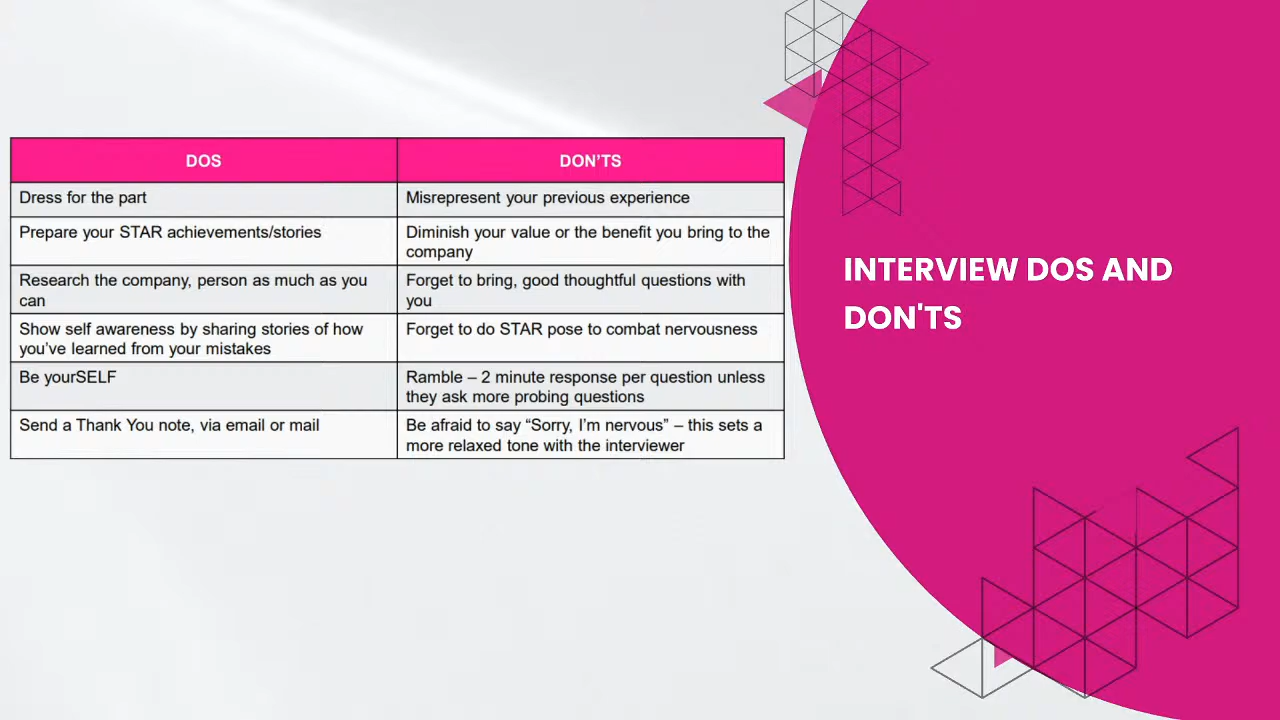 DOS
DON'TS
Dress for the part
Misrepresent your previous experience
Prepare your STAR achievements/stories
Diminish your value or the benefit you bring to the
company
Research the company, person as much as you
can
Forget to bring, good thoughtful questions with
you
Show self awareness by sharing stories of how
you've learned from your mistakes
Forget to do STAR pose to combat nervousness
Be yourSELF
Ramble – 2 minute response per question unless
they ask more probing questions
Send a Thank You note, via email or mail
Be afraid to say “Sorry, I'm nervous” – this sets a
more relaxed tone with the interviewer
INTERVIEW DOS AND
DON'TS